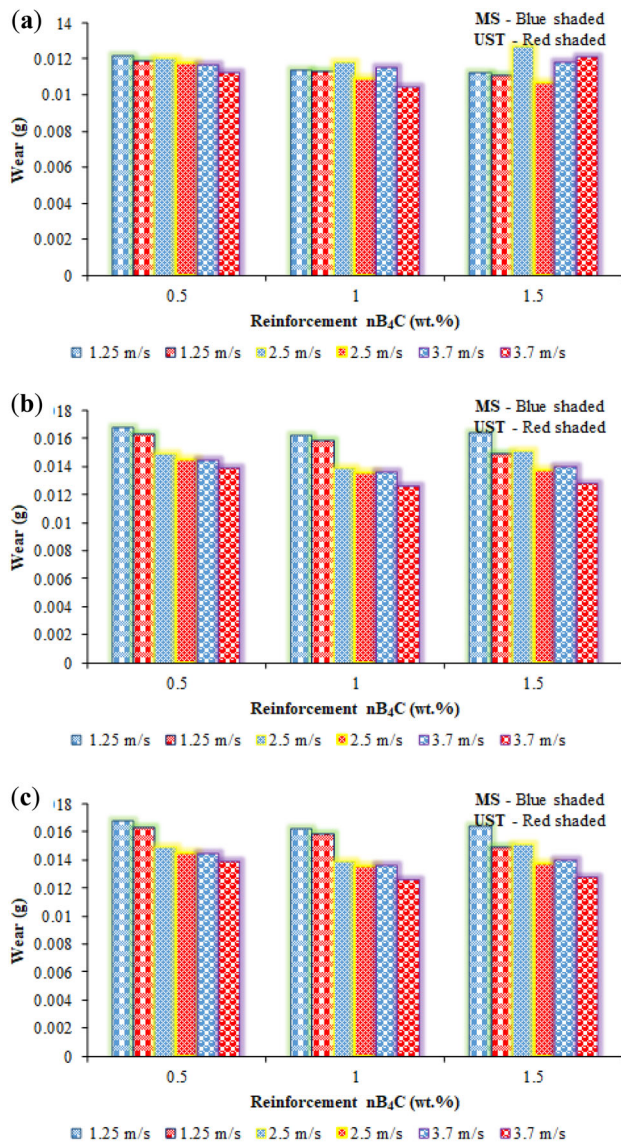 (a)
14
MS - Blue shaded
UST - Red shaded
0.012
0.01
0.008
0.006
0.004
0.002
0
Wear (g)
0.5 1 1.5
Reinforcement nB₄C (wt.%)
1.25 m/s 1.25 m/s 2.5 m/s 2.5 m/s 3.7 m/s 3.7 m/s
(b)
018
MS - Blue shaded
UST - Red shaded
0.016
0.014
0.012
0.01
0.008
0.006
0.004
0.002
0
Wear (g)
0.5 1 1.5
Reinforcement nB₄C (wt.%)
1.25 m/s 1.25 m/s 2.5 m/s 2.5 m/s 3.7 m/s 3.7 m/s
(c)
018
MS - Blue shaded
UST - Red shaded
0.016
0.014
0.012
0.01
0.008
0.006
0.004
0.002
0
Wear (g)
0.5 1 1.5
Reinforcement nB₄C (wt.%)
1.25 m/s 1.25 m/s 2.5 m/s 2.5 m/s 3.7 m/s 3.7 m/s